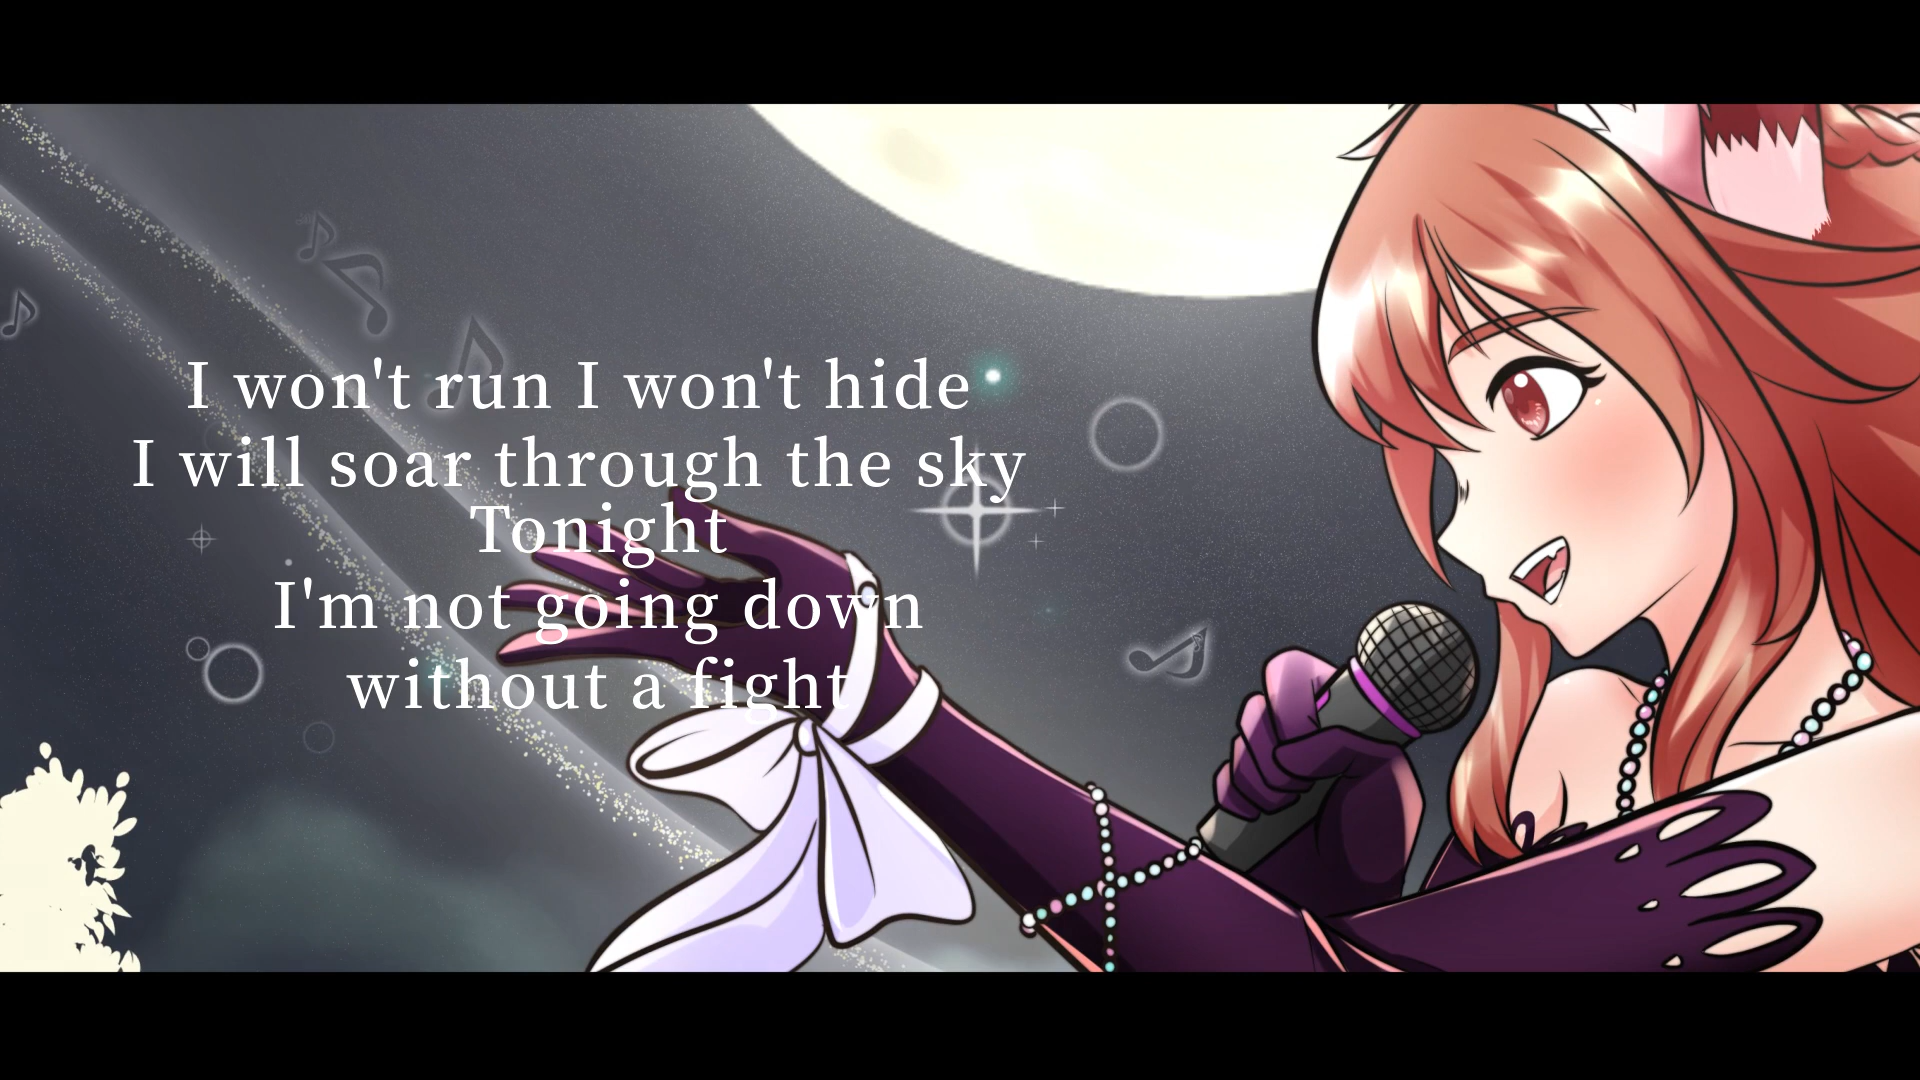 I won't run I won't hide
I will soar through the sky
Tonight
I'm not going down
without a fight